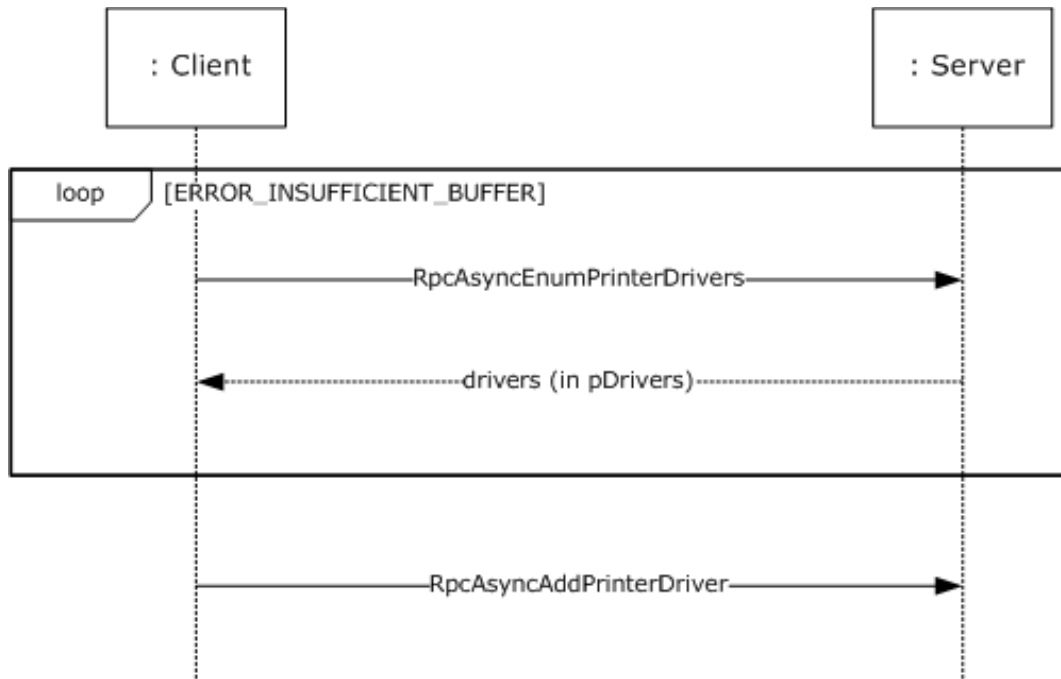 : Client
: Server
loop
[ERROR_INSUFFICIENT_BUFFER]
RpcAsyncEnumPrinterDrivers
drivers (in pDrivers)
RpcAsyncAddPrinterDriver